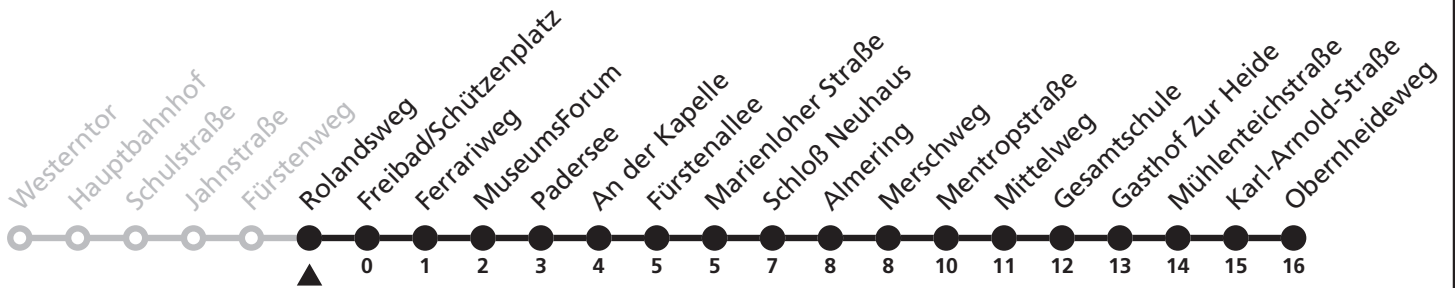 Westerntor
Hauptbahnhof
Schulstraße
Jahnstraße
Fürstenweg
Rolandsweg
Freibad/Schützenplatz
Ferrariweg
MuseumsForum
Padersee
An der Kapelle
Fürstenallee
Marienloher Straße
Schloß Neuhaus
Almering
Merschweg
Mentropstraße
Mittelweg
Gesamtschule
Gasthof Zur Heide
Mühlenteichstraße
Karl-Arnold-Straße
Obernheideweg
0 1 2 3 4 5 5 7 8 8 10 11 12 13 14 15 16